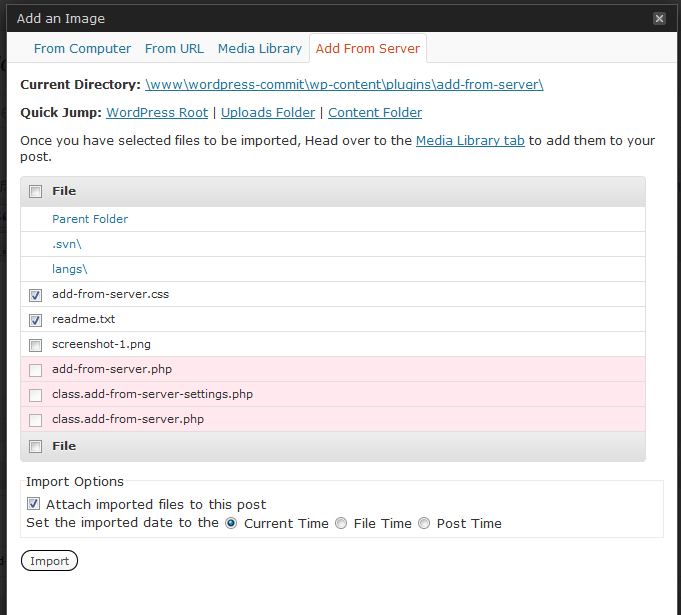 Add an Image
From Computer From URL Media Library Add From Server
Current Directory: \www\wordpress-commit\wp-content\plugins\add-from-server\
Quick Jump: WordPress Root | Uploads Folder | Content Folder
Once you have selected files to be imported, Head over to the Media Library tab to add them to your
post.
File
Parent Folder
.svn\
langs\
add-from-server.css
readme.txt
screenshot-1.png
add-from-server.php
class.add-from-server-settings.php
class.add-from-server.php
File
Import Options
Attach imported files to this post
Set the imported date to the Current Time File Time Post Time
Import